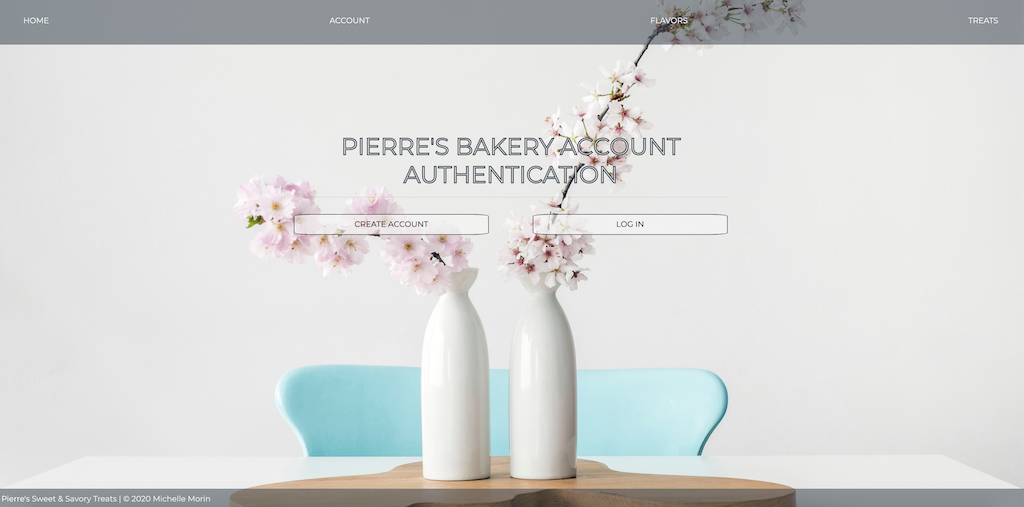 HOME ACCOUNT FLAVORS TREATS
PIERRE'S BAKERY ACCOUNT
AUTHENTICATION
CREATE ACCOUNT LOG IN
Pierre's Sweet & Savory Treats | © 2020 Michelle Morin